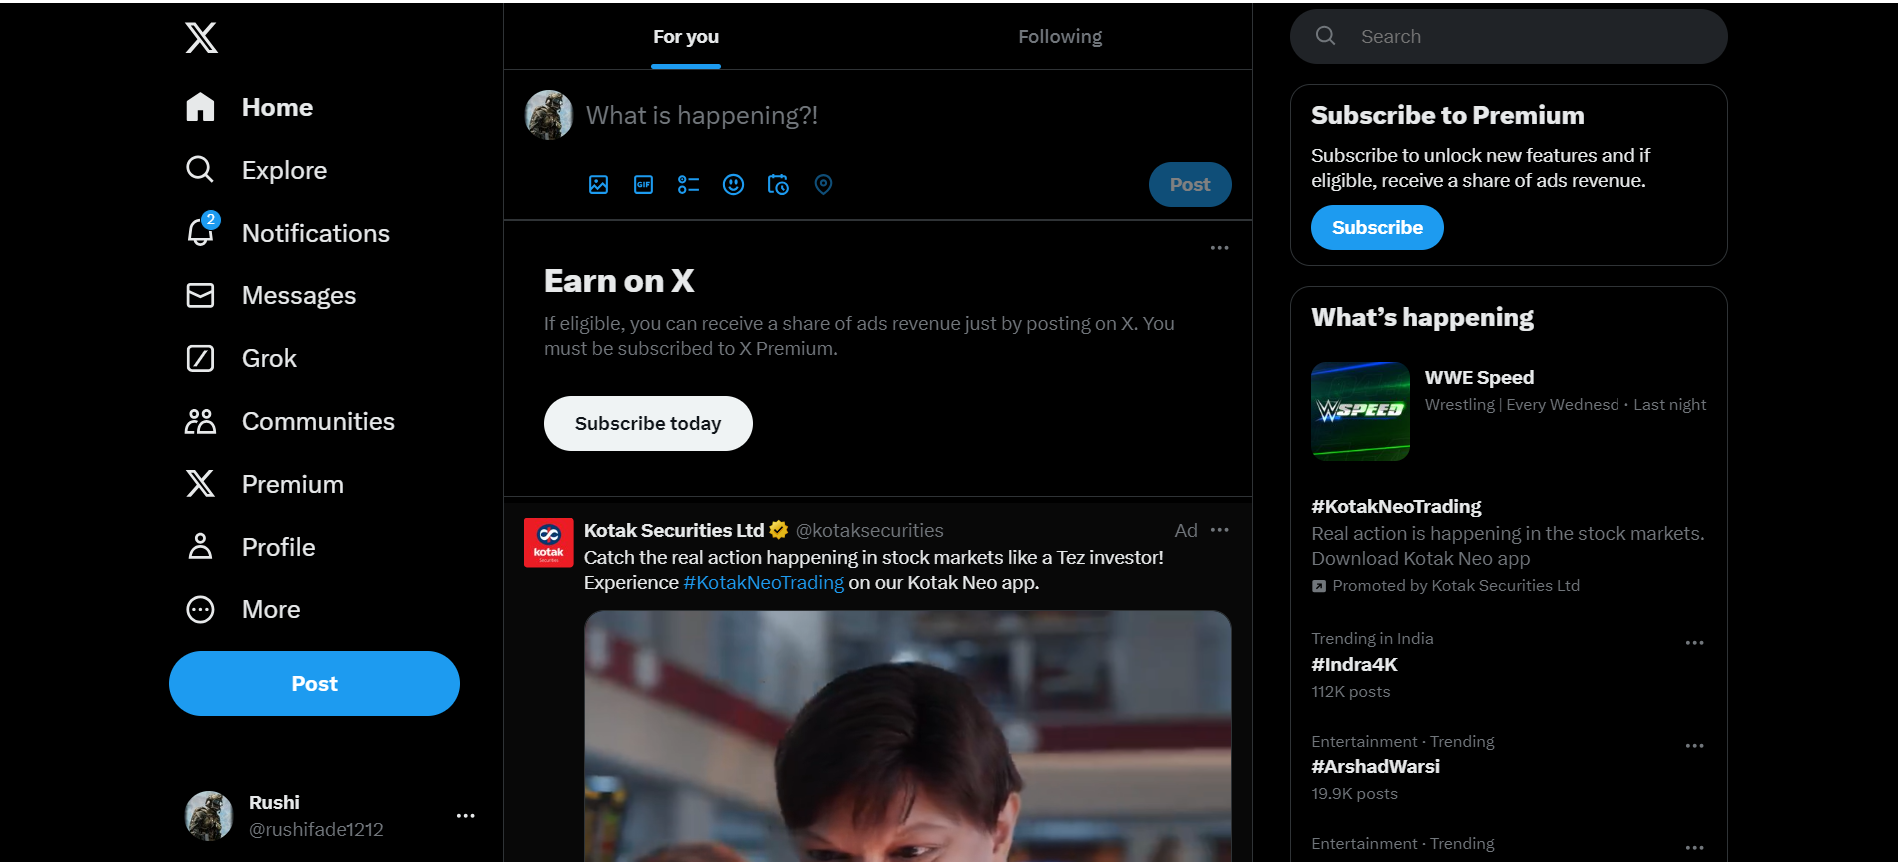 Home
Explore
2
Notifications
Messages
Grok
Communities
Premium
Profile
More
Post
Rushi
@rushifade1212
For you
Following
What is happening?!
GIF
Post
Earn on X
If eligible, you can receive a share of ads revenue just by posting on X. You
must be subscribed to X Premium.
Subscribe today
kotak
Securities
Kotak Securities Ltd @kotaksecurities
Ad
Catch the real action happening in stock markets like a Tez investor!
Experience #KotakNeoTrading on our Kotak Neo app.
Search
Subscribe to Premium
Subscribe to unlock new features and if
eligible, receive a share of ads revenue.
Subscribe
What’s happening
W SPEED
WWE Speed
Wrestling | Every Wednesd · Last night
#KotakNeoTrading
Real action is happening in the stock markets.
Download Kotak Neo app
Promoted by Kotak Securities Ltd
Trending in India
#Indra4K
112K posts
Entertainment · Trending
#ArshadWarsi
19.9K posts
Entertainment · Trending